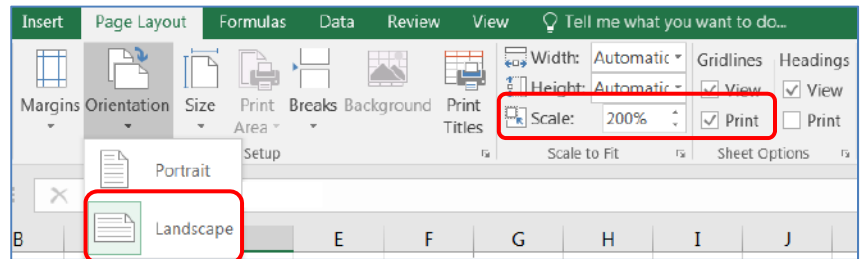 Insert Page Layout Formulas Data Review View Tell me what you want to do...
Width: Automatic Gridlines Headings
Height: Automatic View View
Margins Orientation Size Print Area Breaks Background Print Titles Scale: 200% Print Print
Setup Scale to Fit Sheet Options
Portrait
Landscape
B E F G H I J